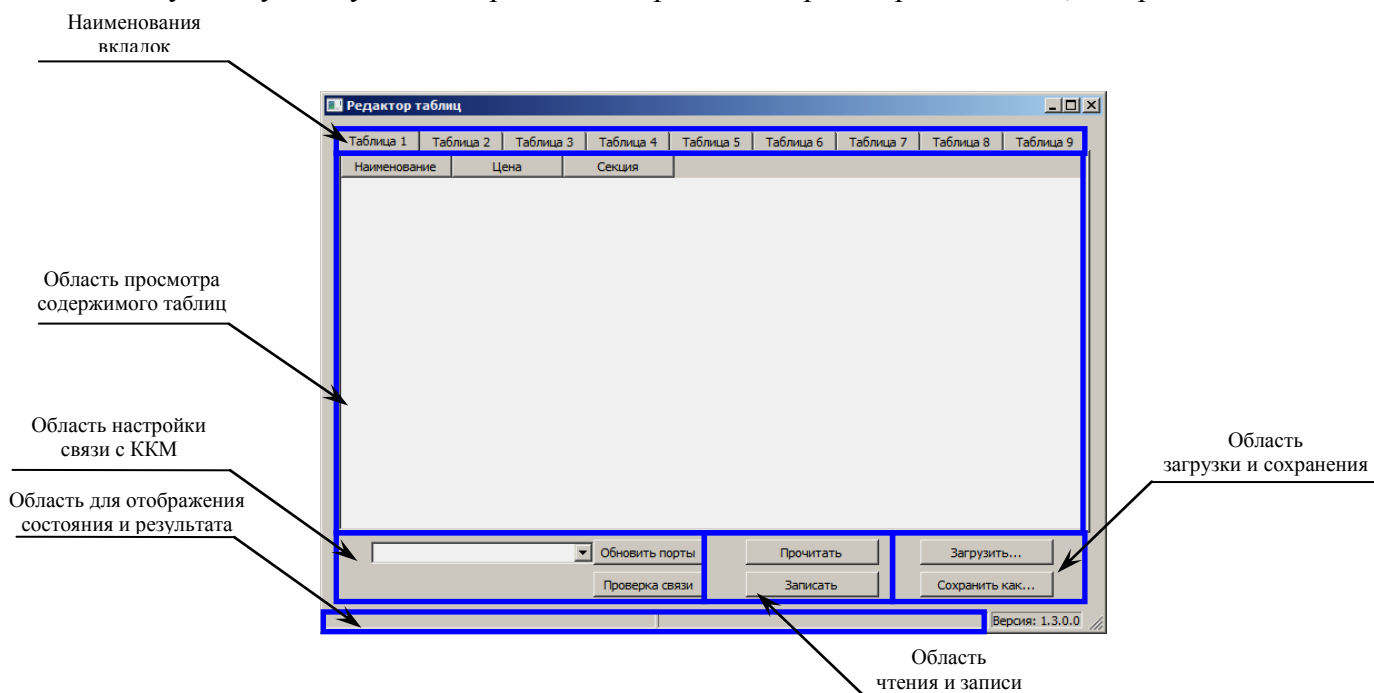 Наименования
вкладок
Редактор таблиц
Таблица 1 Таблица 2 Таблица 3 Таблица 4 Таблица 5 Таблица 6 Таблица 7 Таблица 8 Таблица 9
Наименование Цена Секция
Область просмотра
содержимого таблиц
Область настройки
связи с ККМ
Область
загрузки и сохранения
Область для отображения
состояния и результата
Обновить порты Прочитать Загрузить...
Проверка связи Записать Сохранить как...
Версия: 1.3.0.0
Область
чтения и записи